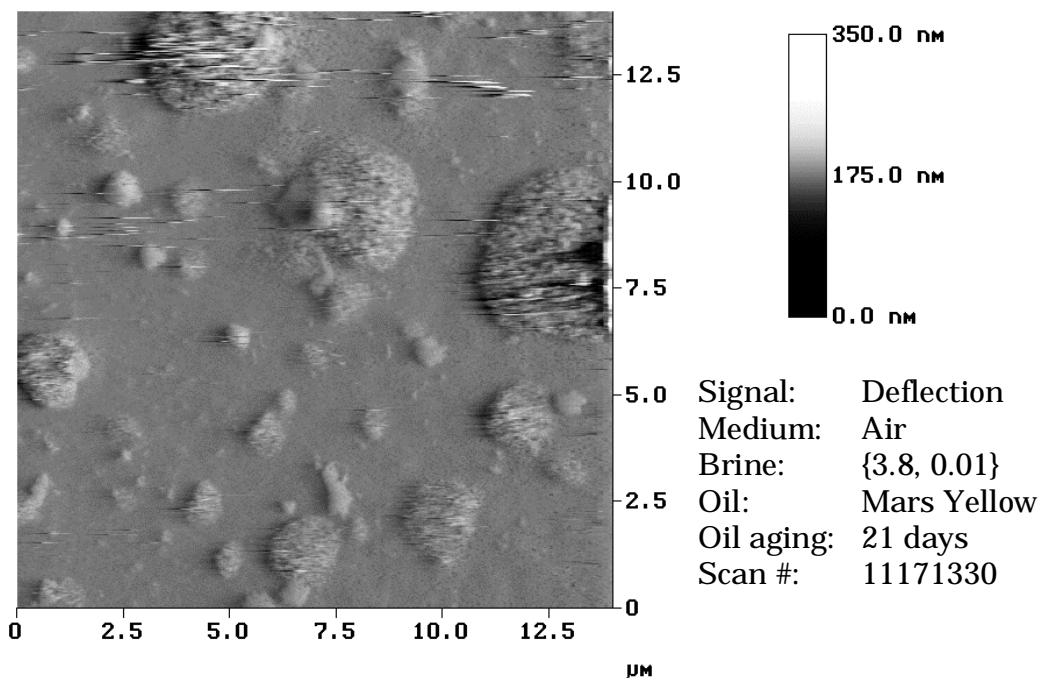 350.0 nM
12.5
175.0 nM
10.0
7.5
0.0 nM
5.0
Signal: Deflection
Medium: Air
Brine: {3.8, 0.01}
2.5
Oil: Mars Yellow
Oil aging: 21 days
Scan #: 11171330
0
0 2.5 5.0 7.5 10.0 12.5
µM